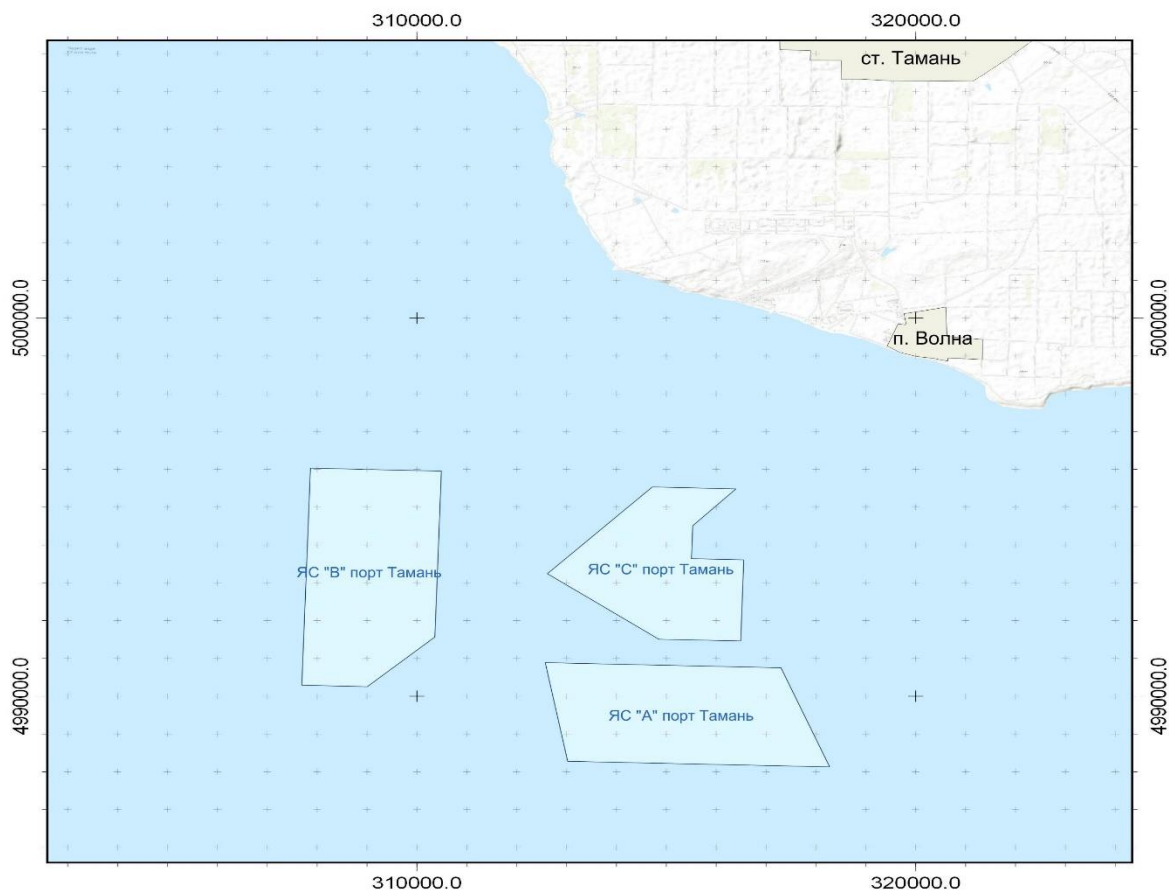 310000.0
320000.0
ст. Тамань
5000000.0
5000000.0
п. Волна
ЯС "В" порт Тамань
ЯС "С" порт Тамань
4990000.0
4990000.0
ЯС "А" порт Тамань
310000.0
320000.0